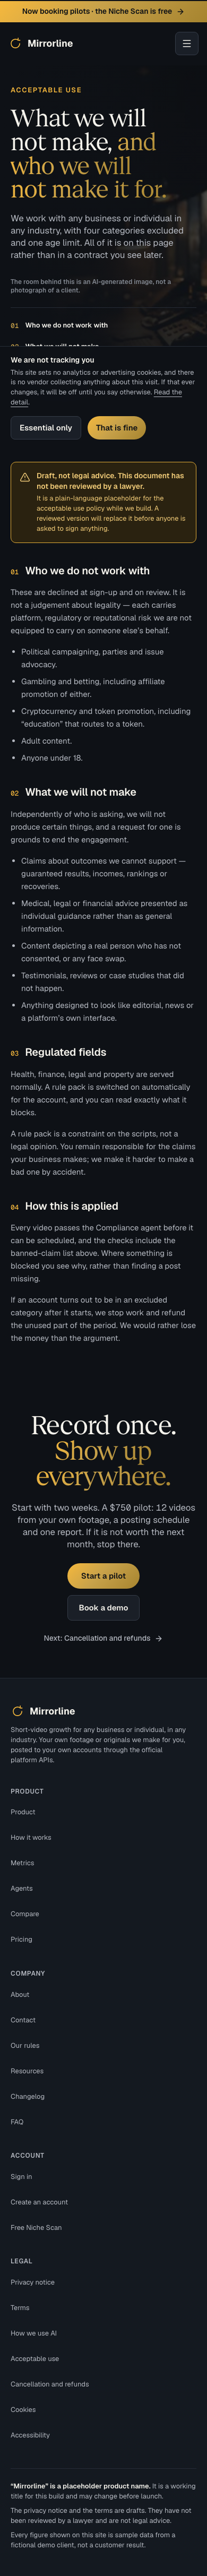 Now booking pilots · the Niche Scan is free →
Mirrorline
ACCEPTABLE USE
What we will
not make, and
who we will
not make it for.
We work with any business or individual in
any industry, with four categories excluded
and one age limit. All of it is on this page
rather than in a contract you see later.
The room behind this is an AI-generated image, not a
photograph of a client.
01 Who we do not work with
We are not tracking you
This site sets no analytics or advertising cookies, and there
is no vendor collecting anything about this visit. If that ever
changes, it will be off until you say otherwise. Read the
detail.
Essential only
That is fine
Draft, not legal advice. This document has
not been reviewed by a lawyer.
It is a plain-language placeholder for the
acceptable use policy while we build. A
reviewed version will replace it before anyone is
asked to sign anything.
01 Who we do not work with
These are declined at sign-up and on review. It is
not a judgement about legality — each carries
platform, regulatory or reputational risk we are not
equipped to carry on someone else’s behalf.
• Political campaigning, parties and issue
advocacy.
• Gambling and betting, including affiliate
promotion of either.
• Cryptocurrency and token promotion, including
“education” that routes to a token.
• Adult content.
• Anyone under 18.
02 What we will not make
Independently of who is asking, we will not
produce certain things, and a request for one is
grounds to end the engagement.
• Claims about outcomes we cannot support —
guaranteed results, incomes, rankings or
recoveries.
• Medical, legal or financial advice presented as
individual guidance rather than as general
information.
• Content depicting a real person who has not
consented, or any face swap.
• Testimonials, reviews or case studies that did
not happen.
• Anything designed to look like editorial, news or
a platform’s own interface.
03 Regulated fields
Health, finance, legal and property are served
normally. A rule pack is switched on automatically
for the account, and you can read exactly what it
blocks.
A rule pack is a constraint on the scripts, not a
legal opinion. You remain responsible for the claims
your business makes; we make it harder to make a
bad one by accident.
04 How this is applied
Every video passes the Compliance agent before it
can be scheduled, and the checks include the
banned-claim list above. Where something is
blocked you see why, rather than finding a post
missing.
If an account turns out to be in an excluded
category after it starts, we stop work and refund
the unused part of the period. We would rather lose
the money than the argument.
Record once.
Show up
everywhere.
Start with two weeks. A $750 pilot: 12 videos
from your own footage, a posting schedule
and one report. If it is not worth the next
month, stop there.
Start a pilot
Book a demo
Next: Cancellation and refunds →
Mirrorline
Short-video growth for any business or individual, in any
industry. Your own footage or originals we make for you,
posted to your own accounts through the official
platform APIs.
PRODUCT
Product
How it works
Metrics
Agents
Compare
Pricing
COMPANY
About
Contact
Our rules
Resources
Changelog
FAQ
ACCOUNT
Sign in
Create an account
Free Niche Scan
LEGAL
Privacy notice
Terms
How we use AI
Acceptable use
Cancellation and refunds
Cookies
Accessibility
“Mirrorline” is a placeholder product name. It is a working
title for this build and may change before launch.
The privacy notice and the terms are drafts. They have not
been reviewed by a lawyer and are not legal advice.
Every figure shown on this site is sample data from a
fictional demo client, not a customer result.